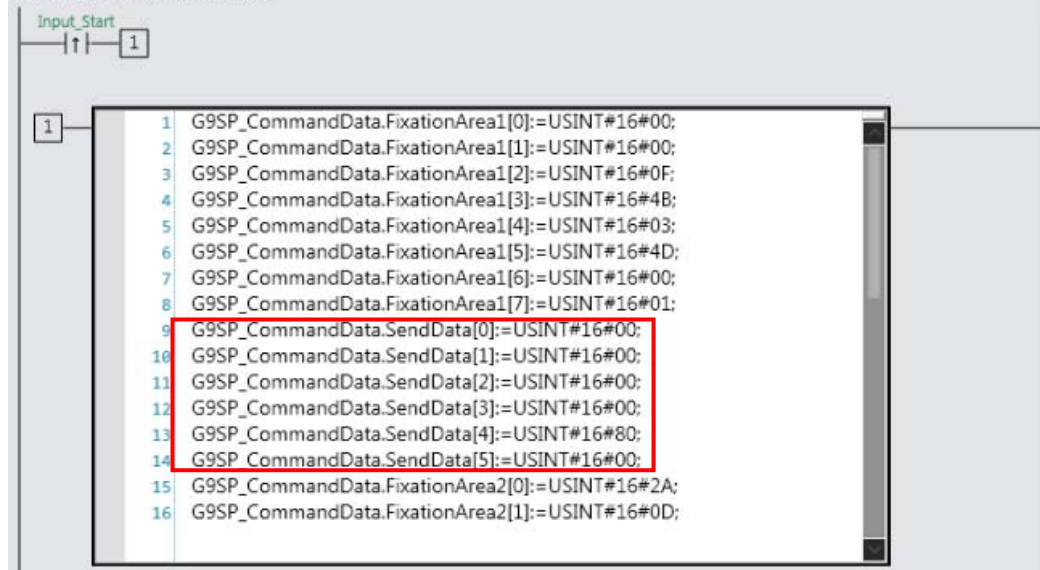 Input_Start
↑ 1
1
1 G9SP_CommandData.FixationArea1[0]:=USINT#16#00;
2 G9SP_CommandData.FixationArea1[1]:=USINT#16#00;
3 G9SP_CommandData.FixationArea1[2]:=USINT#16#0F;
4 G9SP_CommandData.FixationArea1[3]:=USINT#16#4B;
5 G9SP_CommandData.FixationArea1[4]:=USINT#16#03;
6 G9SP_CommandData.FixationArea1[5]:=USINT#16#4D;
7 G9SP_CommandData.FixationArea1[6]:=USINT#16#00;
8 G9SP_CommandData.FixationArea1[7]:=USINT#16#01;
9 G9SP_CommandData.SendData[0]:=USINT#16#00;
10 G9SP_CommandData.SendData[1]:=USINT#16#00;
11 G9SP_CommandData.SendData[2]:=USINT#16#00;
12 G9SP_CommandData.SendData[3]:=USINT#16#00;
13 G9SP_CommandData.SendData[4]:=USINT#16#80;
14 G9SP_CommandData.SendData[5]:=USINT#16#00;
15 G9SP_CommandData.FixationArea2[0]:=USINT#16#2A;
16 G9SP_CommandData.FixationArea2[1]:=USINT#16#0D;